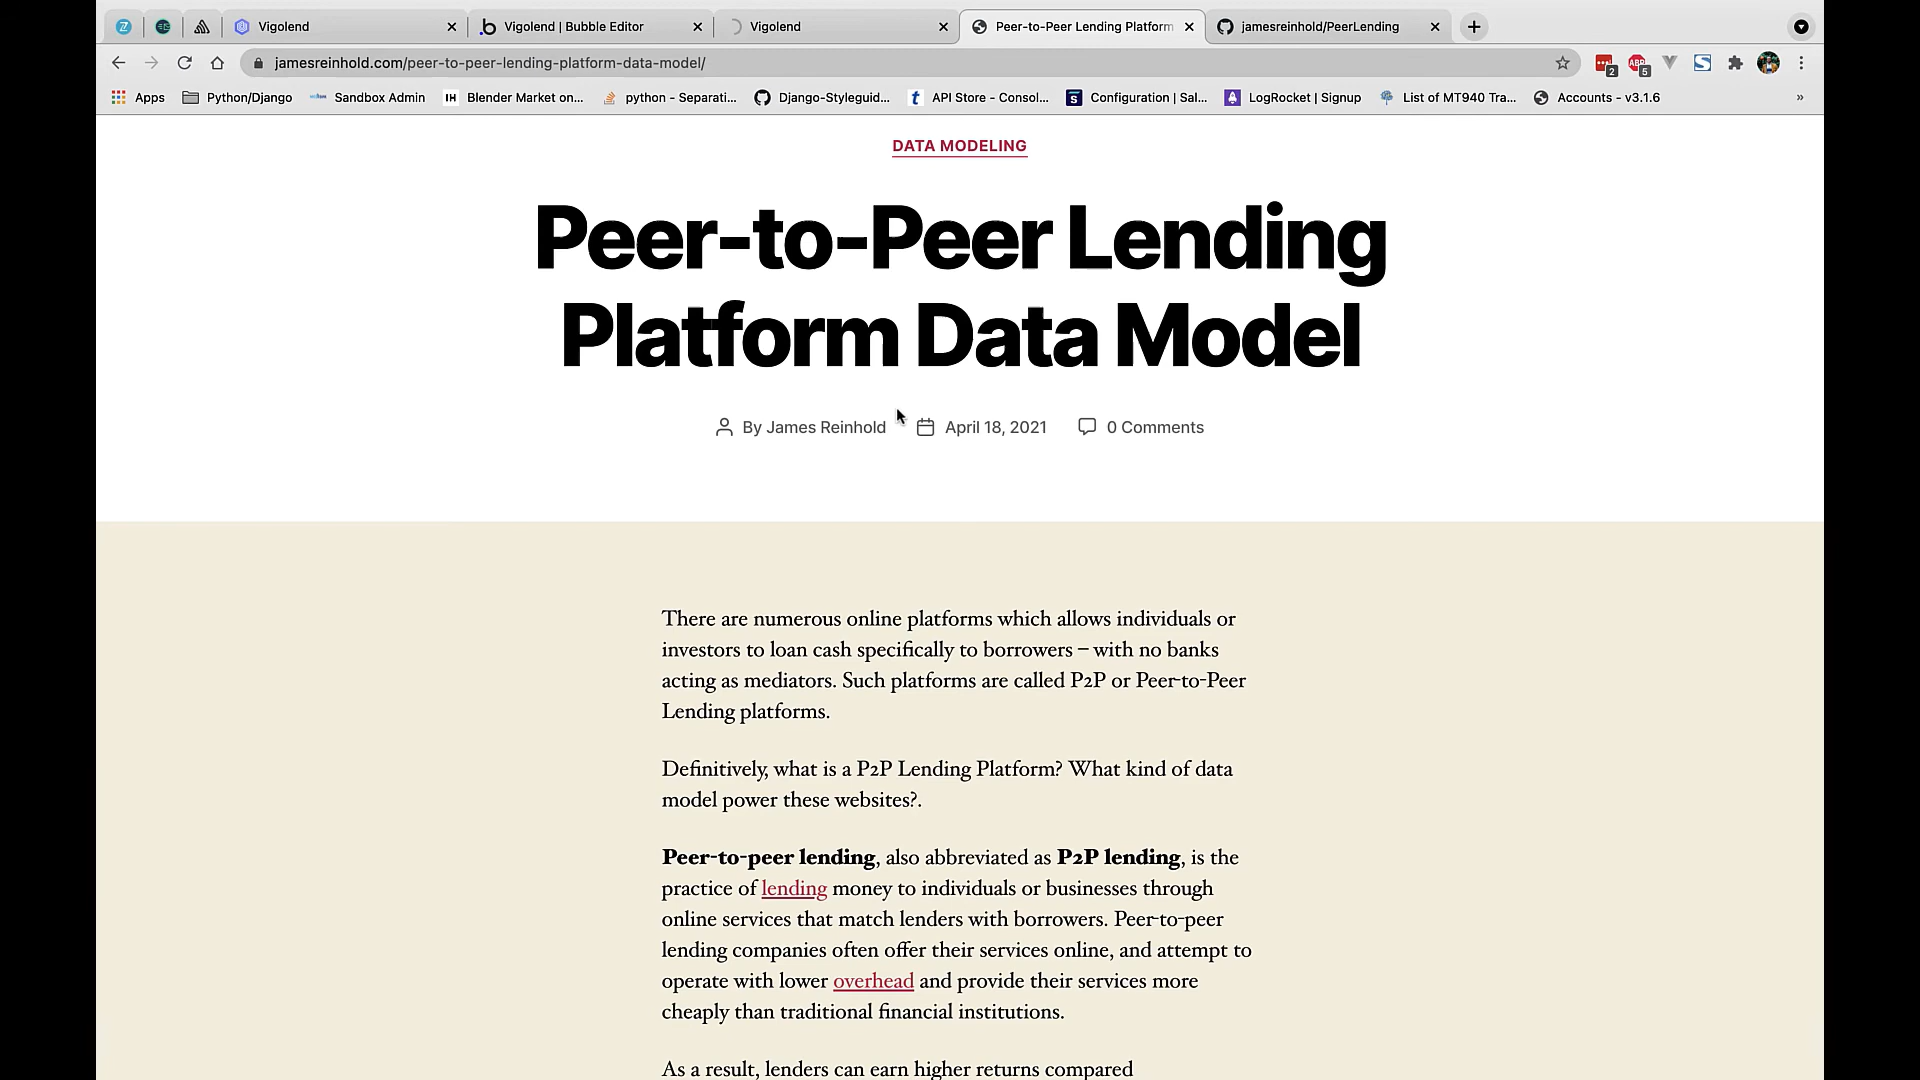 Vigolend
Vigolend | Bubble Editor
Vigolend
Peer-to-Peer Lending Platform
jamesreinhold/PeerLending
jamesreinhold.com/peer-to-peer-lending-platform-data-model/
2
ABP
5
Apps
Python/Django
Sandbox Admin
IH
Blender Market on...
python - Separati...
Django-Styleguid...
API Store - Consol...
Configuration | Sal...
LogRocket | Signup
List of MT940 Tra...
Accounts - v3.1.6
»
DATA MODELING
Peer-to-Peer Lending
Platform Data Model
By James Reinhold
April 18, 2021
0 Comments
There are numerous online platforms which allows individuals or
investors to loan cash specifically to borrowers – with no banks
acting as mediators. Such platforms are called P2P or Peer-to-Peer
Lending platforms.
Definitively, what is a P2P Lending Platform? What kind of data
model power these websites?.
Peer-to-peer lending, also abbreviated as P2P lending, is the
practice of lending money to individuals or businesses through
online services that match lenders with borrowers. Peer-to-peer
lending companies often offer their services online, and attempt to
operate with lower overhead and provide their services more
cheaply than traditional financial institutions.
As a result, lenders can earn higher returns compared